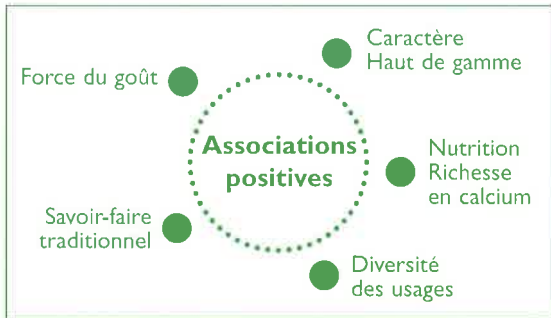 Caractère
Haut de gamme
Force du goût
Associations
positives
Nutrition
Richesse
en calcium
Savoir-faire
traditionnel
Diversité
des usages